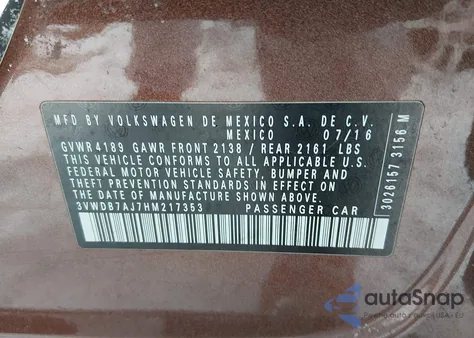 MFD BY VOLKSWAGEN DE MEXICO S.A. DE C.V.
MEXICO 07/16
GVWR 4189 GAWR FRONT 2138 / REAR 2161 LBS
THIS VEHICLE CONFORMS TO ALL APPLICABLE
FEDERAL MOTOR VEHICLE SAFETY, BUMPER AND
THEFT PREVENTION STANDARDS IN EFFECT
ON THE DATE OF MANUFACTURE SHOWN ABOVE.
3VWDB7AJ7HM217353 PASSENGER CAR
3026157 3156 M
autoSnap